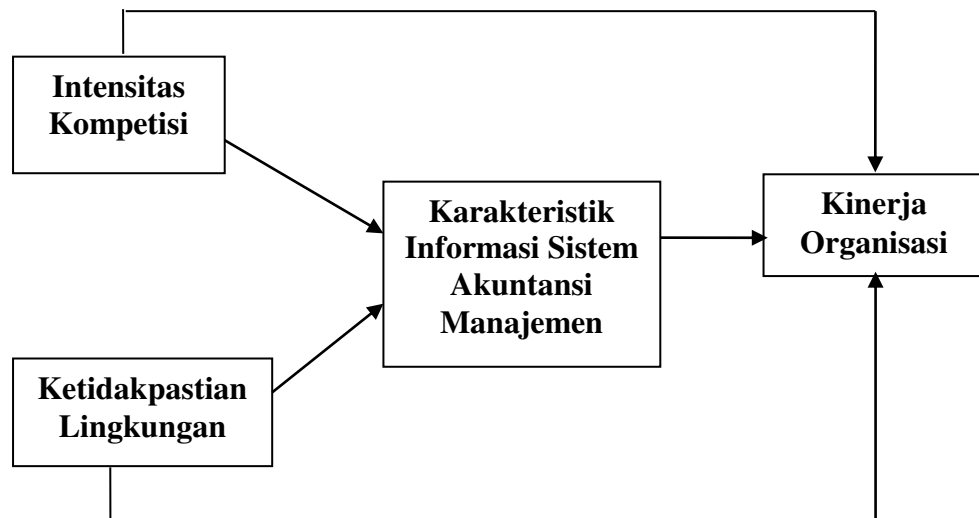 Intensitas
Kompetisi
Karakteristik
Informasi Sistem
Akuntansi
Manajemen
Kinerja
Organisasi
Ketidakpastian
Lingkungan